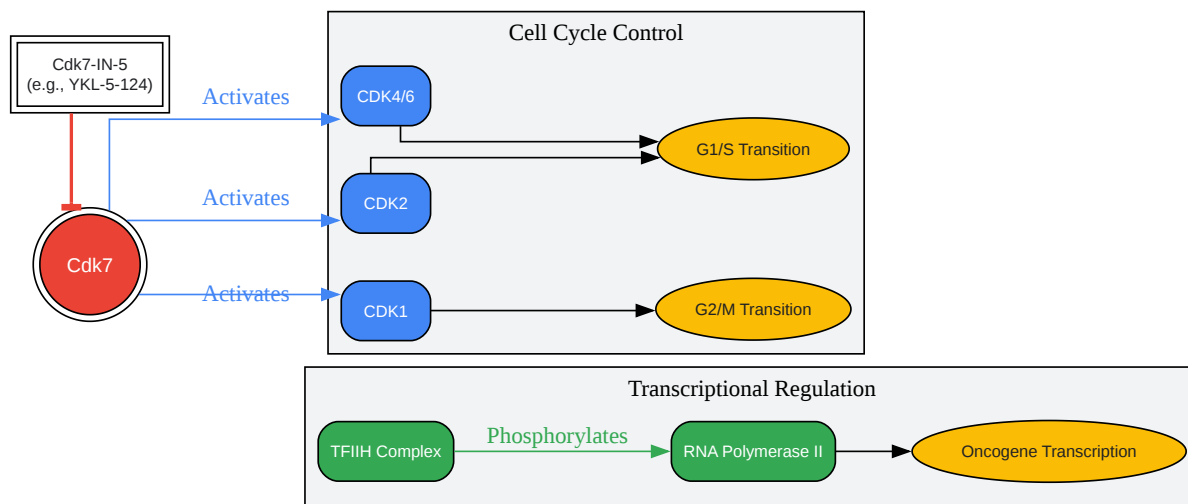 Cell Cycle Control
Cdk7-IN-5
(e.g., YKL-5-124)
Activates
CDK4/6
G1/S Transition
Activates
CDK2
Cdk7
Activates
CDK1
G2/M Transition
Transcriptional Regulation
TFIIH Complex
Phosphorylates
RNA Polymerase II
Oncogene Transcription